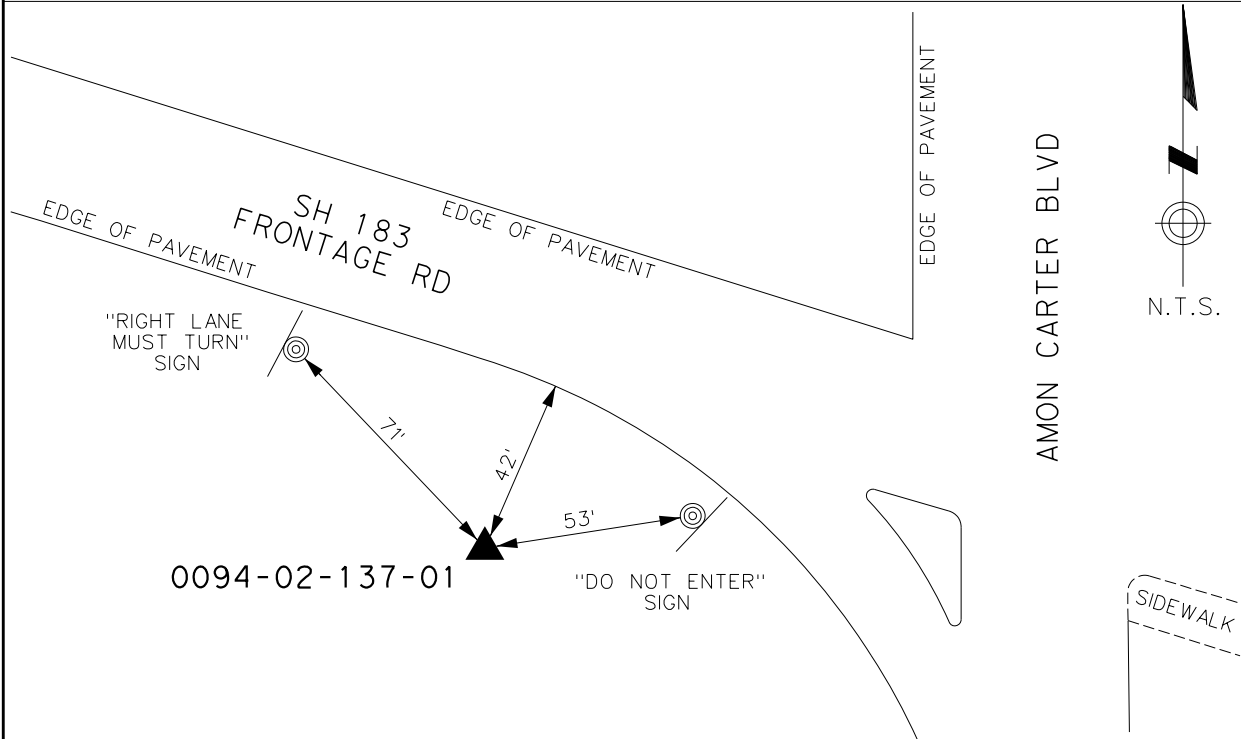 EDGE OF PAVEMENT
SH 183
FRONTAGE RD
EDGE OF PAVEMENT
EDGE OF PAVEMENT
AMON CARTER BLVD
N
N.T.S.
"RIGHT LANE
MUST TURN"
SIGN
71'
42'
53'
0094-02-137-01
"DO NOT ENTER"
SIGN
SIDEWALK